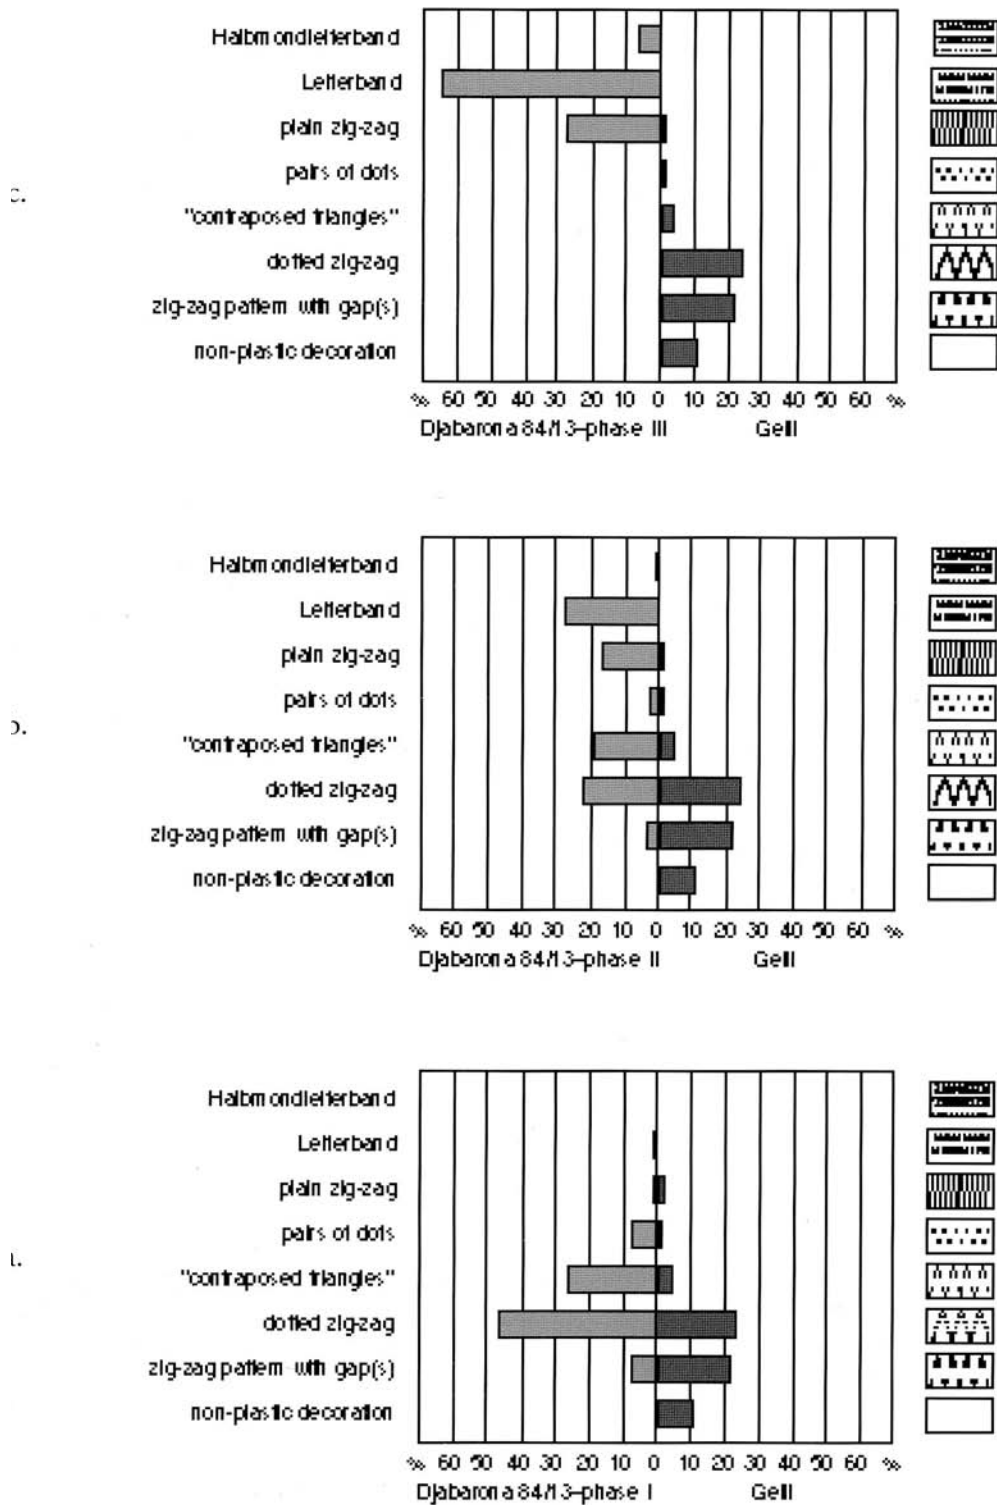 Halbmondleiterband
Leiterband
plain zig-zag
pairs of dots
c.
"contraposed triangles"
dotted zig-zag
zig-zag pattern with gap(s)
non-plastic decoration
% 60 50 40 30 20 10 0 10 20 30 40 50 60 %
Djabarona 84/13-phase III Geili
Halbmondleiterband
Leiterband
plain zig-zag
pairs of dots
b.
"contraposed triangles"
dotted zig-zag
zig-zag pattern with gap(s)
non-plastic decoration
% 60 50 40 30 20 10 0 10 20 30 40 50 60 %
Djabarona 84/13-phase II Geili
Halbmondleiterband
Leiterband
plain zig-zag
pairs of dots
"contraposed triangles"
dotted zig-zag
zig-zag pattern with gap(s)
non-plastic decoration
% 60 50 40 30 20 10 0 10 20 30 40 50 60 %
Djabarona 84/13-phase I Geili